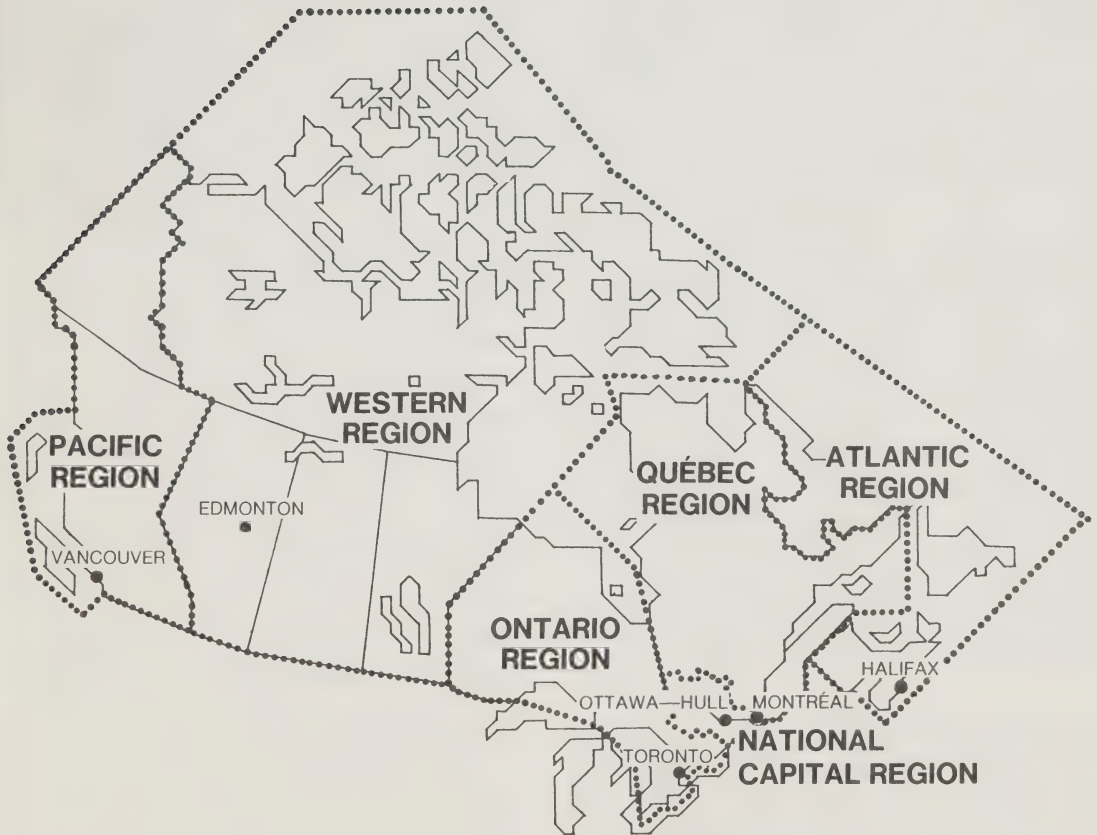 WESTERN
REGION
PACIFIC
REGION
QUÉBEC
REGION
ATLANTIC
REGION
EDMONTON
VANCOUVER
ONTARIO
REGION
HALIFAX
OTTAWA—HULL
MONTRÉAL
NATIONAL
CAPITAL REGION
TORONTO